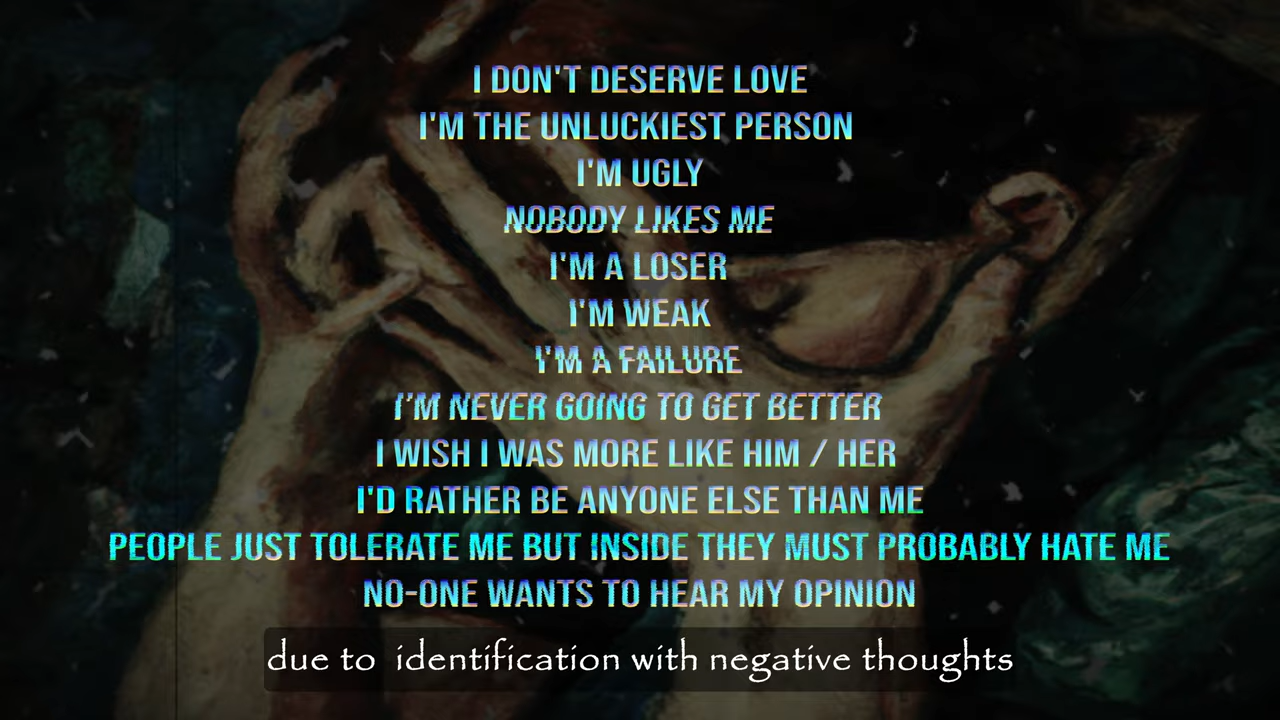 I DON'T DESERVE LOVE
I'M THE UNLUCKIEST PERSON
I'M UGLY
NOBODY LIKES ME
I'M A LOSER
I'M WEAK
I'M A FAILURE
I'M NEVER GOING TO GET BETTER
I WISH I WAS MORE LIKE HIM / HER
I'D RATHER BE ANYONE ELSE THAN ME
PEOPLE JUST TOLERATE ME BUT INSIDE THEY MUST PROBABLY HATE ME
NO-ONE WANTS TO HEAR MY OPINION
due to identification with negative thoughts